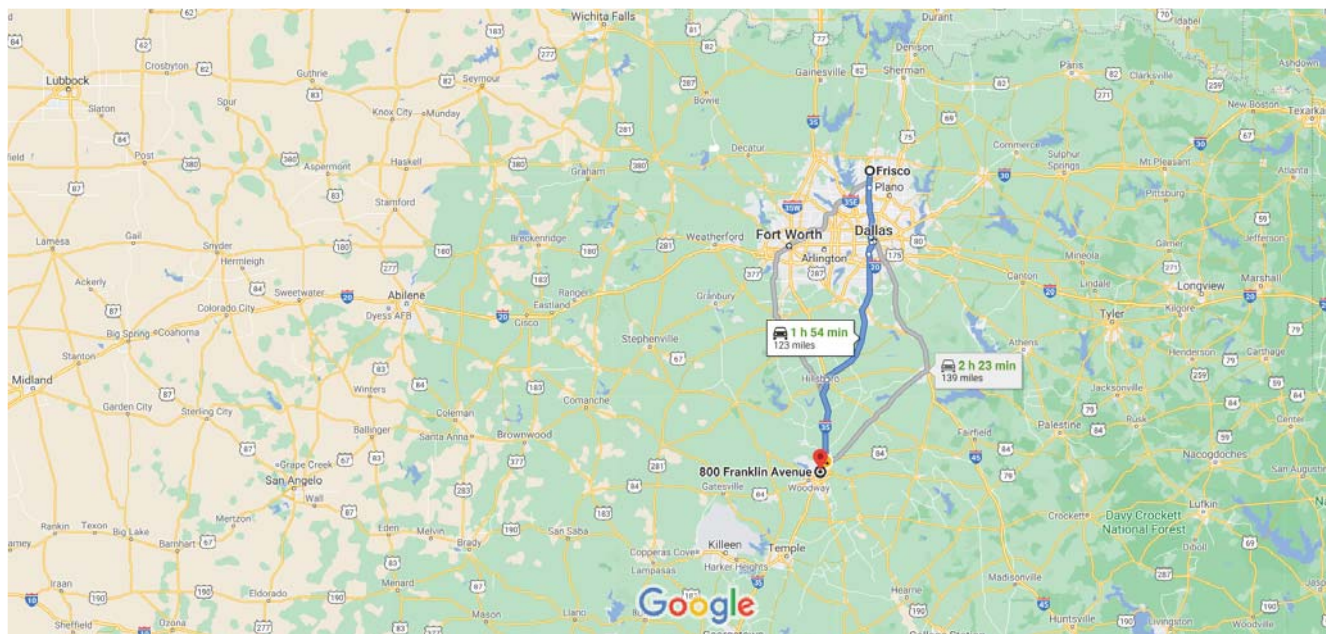 Wichita Falls
Durant
Idabel
Lubbock
Crosbyton
Guthrie
Seymour
Gainesville
Denison
Sherman
Paris
Clarksville
Ashdown
Slaton
Spur
Knox City
Munday
Bowie
New Boston
Texarkana
Post
Aspermont
Haskell
Graham
Decatur
Commerce
Sulphur
Springs
Mt Pleasant
Atlanta
Frisco
Plano
Pittsburg
Lamesa
Gail
Snyder
Stamford
Breckenridge
Weatherford
Fort Worth
Dallas
Arlington
Gilmer
Jefferson
Hermleigh
Mineola
Ackerly
Colorado City
Sweetwater
Abilene
Dyess AFB
Ranger
Eastland
Cisco
Granbury
Canton
Lindale
Longview
Marshall
Tyler
Big Spring
Coahoma
Stanton
Stephenville
1 h 54 min
123 miles
Athens
Henderson
Carthage
Midland
Hillsboro
2 h 23 min
139 miles
Jacksonville
Garden City
Sterling City
Winters
Ballinger
Coleman
Santa Anna
Comanche
Brownwood
Fairfield
Palestine
Rusk
Center
Nacogdoches
Grape Creek
San Angelo
Wall
800 Franklin Avenue
Woodway
Gatesville
San Augustine
Crockett
Lufkin
Davy Crockett
National Forest
Diboll
Rankin
Texon
Big Lake
Mertzon
Barnhart
Eden
Melvin
Brady
San Saba
Killeen
Copperas Cove
Harker Heights
Lampasas
Temple
Iraan
Eldorado
Menard
Mason
Llano
Hearne
Madisonville
Huntsville
Livingston
Woodville
Sheffield
Ozona
Google